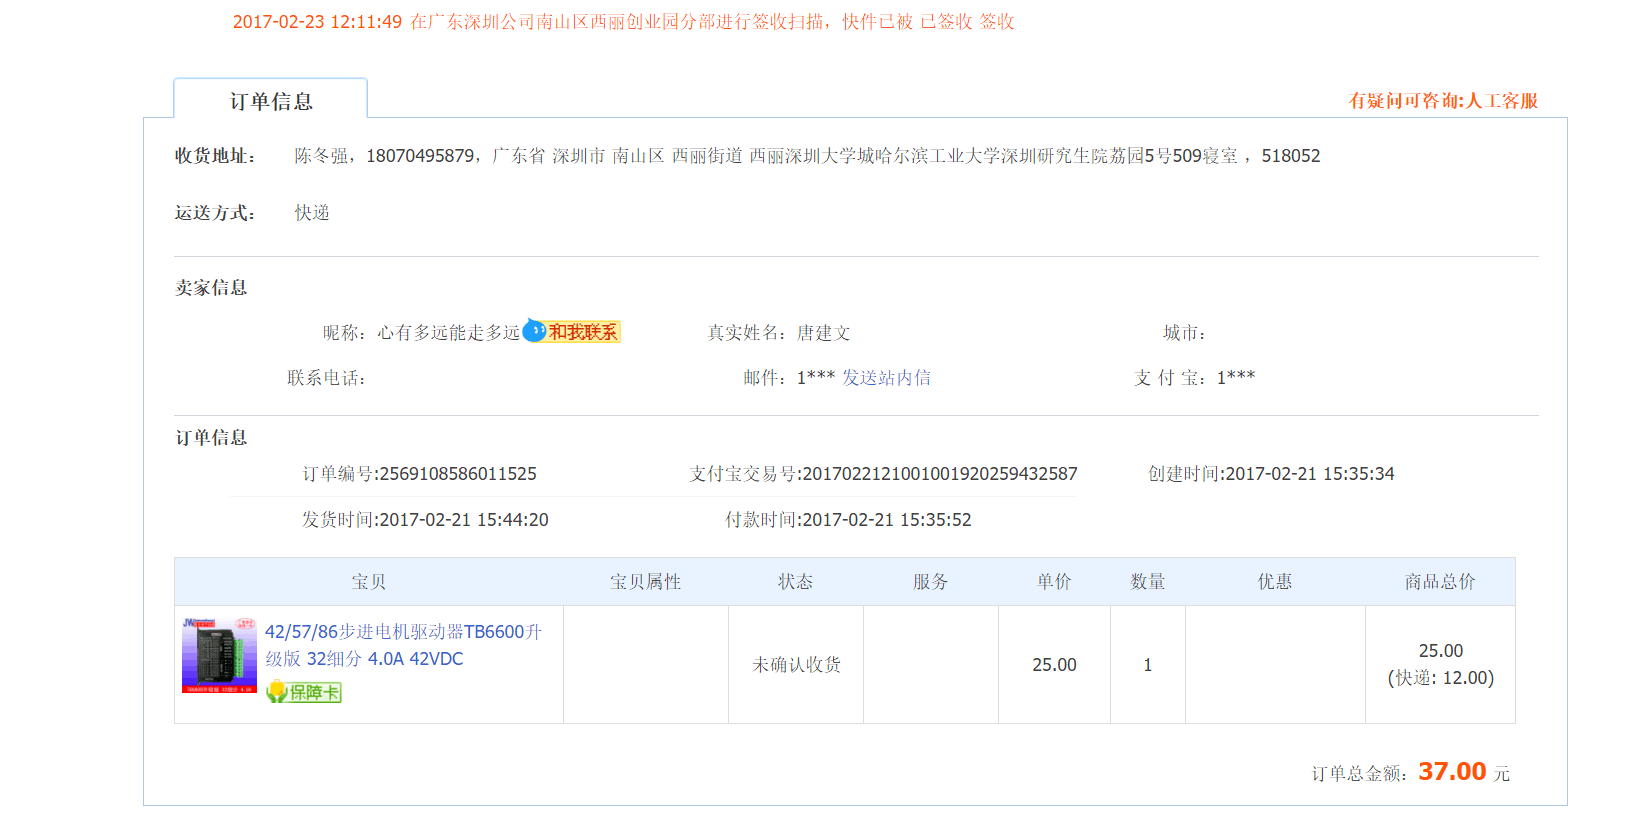 2017-02-23 12:11:49 在广东深圳公司南山区西丽创业园分部进行签收扫描，快件已被 已签收 签收
订单信息
有疑问可咨询:人工客服
收货地址： 陈冬强，18070495879，广东省 深圳市 南山区 西丽街道 西丽深圳大学城哈尔滨工业大学深圳研究生院荔园5号509寝室 ，518052
运送方式： 快递
卖家信息
昵称：心有多远能走多远 和我联系 真实姓名：唐建文 城市：
联系电话： 邮件：1*** 发送站内信 支 付 宝：1***
订单信息
订单编号:2569108586011525 支付宝交易号:2017022121001001920259432587 创建时间:2017-02-21 15:35:34
发货时间:2017-02-21 15:44:20 付款时间:2017-02-21 15:35:52
宝贝 宝贝属性 状态 服务 单价 数量 优惠 商品总价
42/57/86步进电机驱动器TB6600升
级版 32细分 4.0A 42VDC
保障卡
未确认收货 25.00 1 25.00
(快递: 12.00)
订单总金额：37.00 元